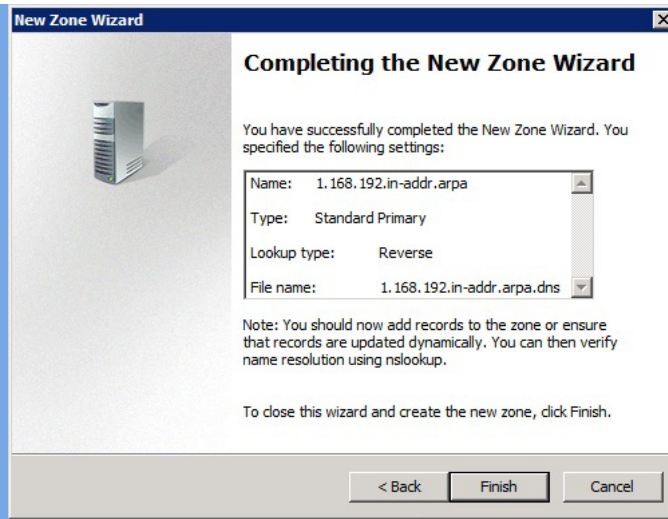 New Zone Wizard
Completing the New Zone Wizard
You have successfully completed the New Zone Wizard. You
specified the following settings:
Name: 1.168.192.in-addr.arpa
Type: Standard Primary
Lookup type: Reverse
File name: 1.168.192.in-addr.arpa.dns
Note: You should now add records to the zone or ensure
that records are updated dynamically. You can then verify
name resolution using nslookup.
To close this wizard and create the new zone, click Finish.
< Back Finish Cancel